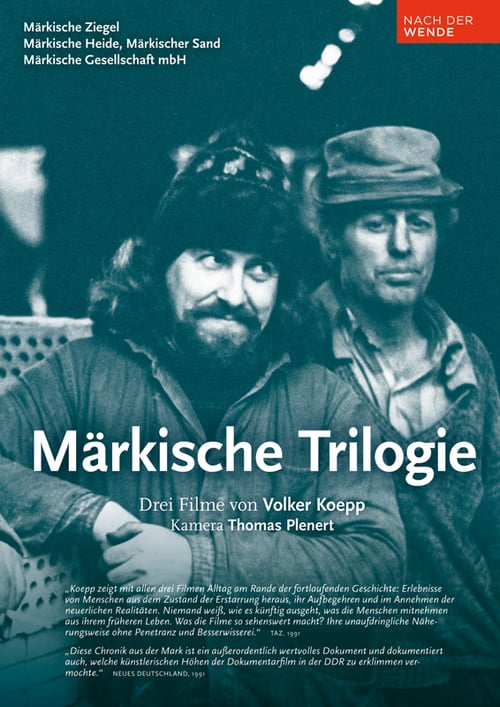 Märkische Ziegel
Märkische Heide, Märkischer Sand
Märkische Gesellschaft mbH
NACH DER
WENDE
Märkische Trilogie
Drei Filme von Volker Koepp
Kamera Thomas Plenert
„Koepp zeigt mit allen drei Filmen Alltag am Rande der fortlaufenden Geschichte: Erlebnisse
von Menschen aus dem Zustand der Erstarrung heraus, ihr Aufbegehren und im Annehmen der
neuerlichen Realitäten. Niemand weiß, wie es künftig ausgeht, was die Menschen mitnehmen
aus ihrem früheren Leben. Was die Filme so sehenswert macht? Ihre unaufdringliche Nähe-
rungsweise ohne Penetranz und Besserwisserei.“ TAZ, 1991
„Diese Chronik aus der Mark ist ein außerordentlich wertvolles Dokument und dokumentiert
auch, welche künstlerischen Höhen der Dokumentarfilm in der DDR zu erklimmen ver-
mochte.“ NEUES DEUTSCHLAND, 1991